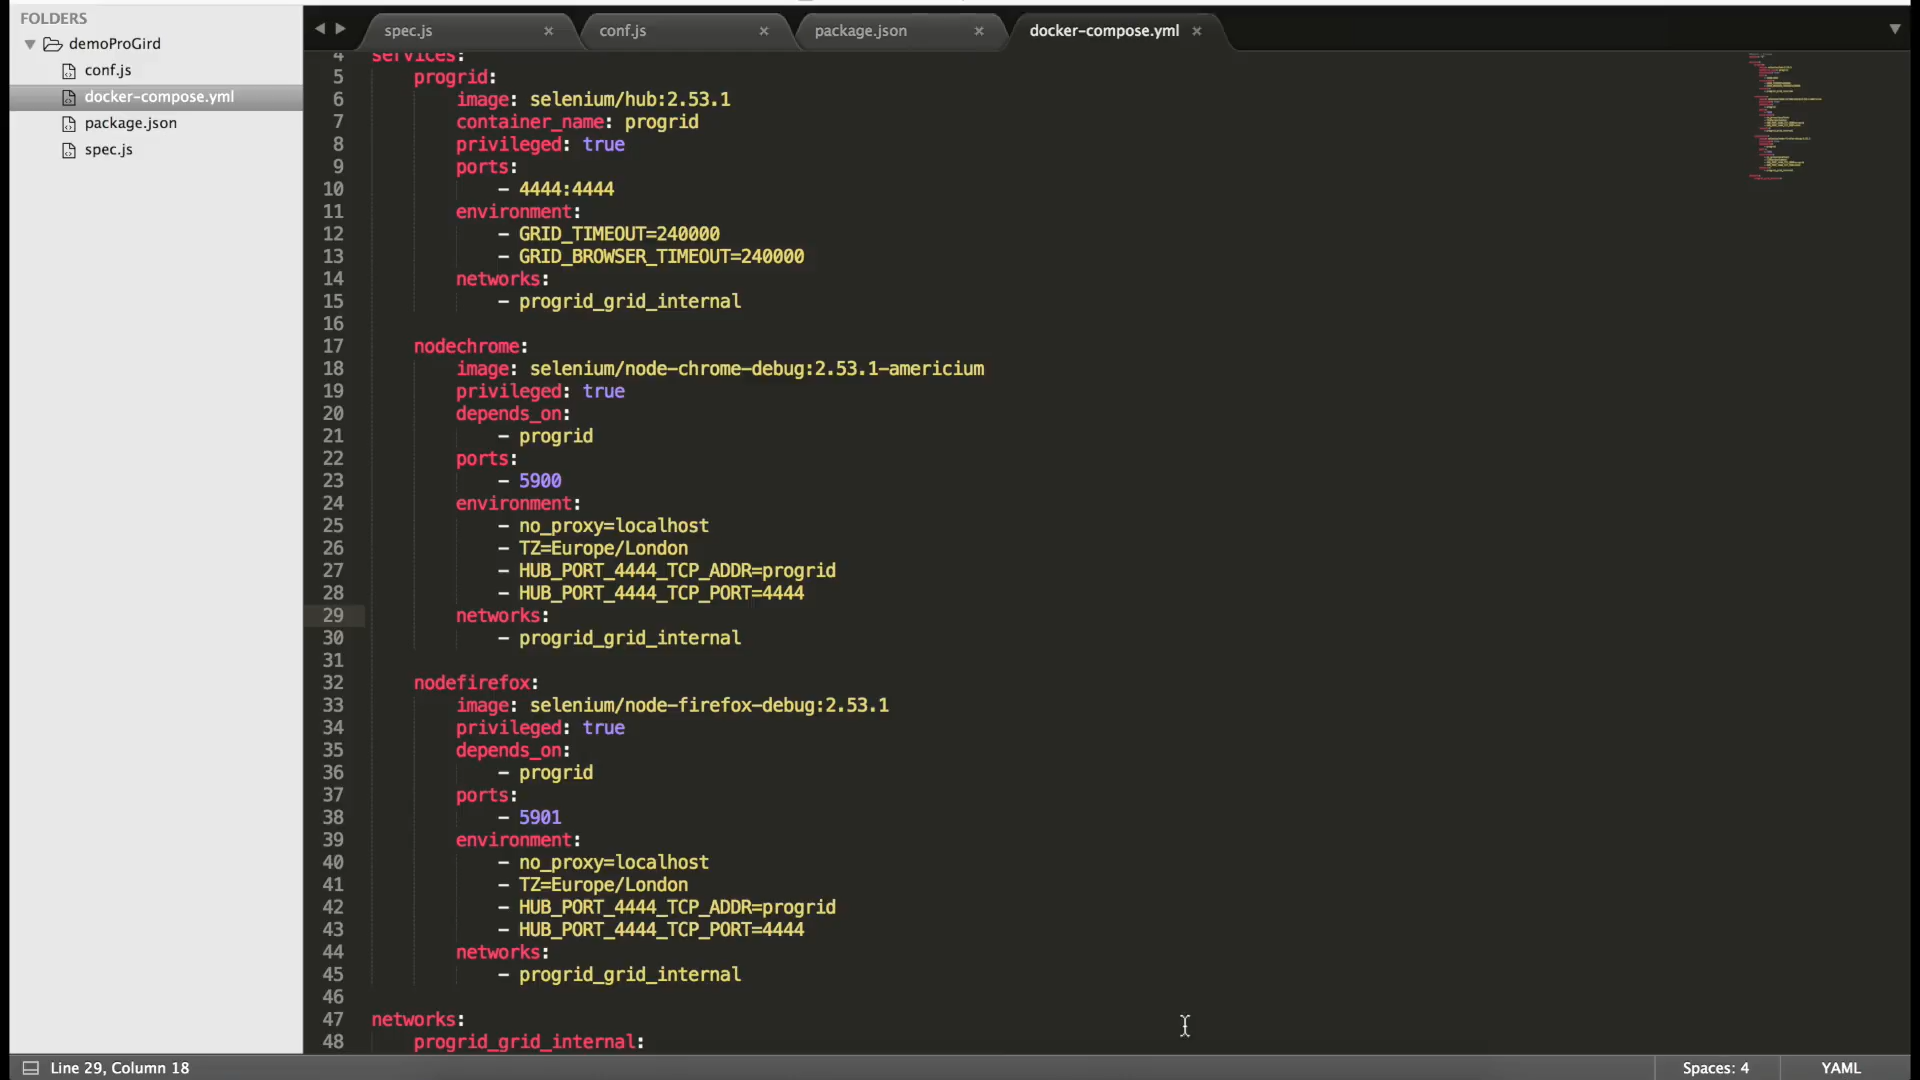 FOLDERS
demoProGird
conf.js
docker-compose.yml
package.json
spec.js
spec.js × conf.js × package.json × docker-compose.yml ×
4 services:
5 progrid:
6 image: selenium/hub:2.53.1
7 container_name: progrid
8 privileged: true
9 ports:
10 - 4444:4444
11 environment:
12 - GRID_TIMEOUT=240000
13 - GRID_BROWSER_TIMEOUT=240000
14 networks:
15 - progrid_grid_internal
16
17 nodechrome:
18 image: selenium/node-chrome-debug:2.53.1-americium
19 privileged: true
20 depends_on:
21 - progrid
22 ports:
23 - 5900
24 environment:
25 - no_proxy=localhost
26 - TZ=Europe/London
27 - HUB_PORT_4444_TCP_ADDR=progrid
28 - HUB_PORT_4444_TCP_PORT=4444
29 networks:
30 - progrid_grid_internal
31
32 nodefirefox:
33 image: selenium/node-firefox-debug:2.53.1
34 privileged: true
35 depends_on:
36 - progrid
37 ports:
38 - 5901
39 environment:
40 - no_proxy=localhost
41 - TZ=Europe/London
42 - HUB_PORT_4444_TCP_ADDR=progrid
43 - HUB_PORT_4444_TCP_PORT=4444
44 networks:
45 - progrid_grid_internal
46
47 networks:
48 progrid_grid_internal:
Line 29, Column 18 Spaces: 4 YAML